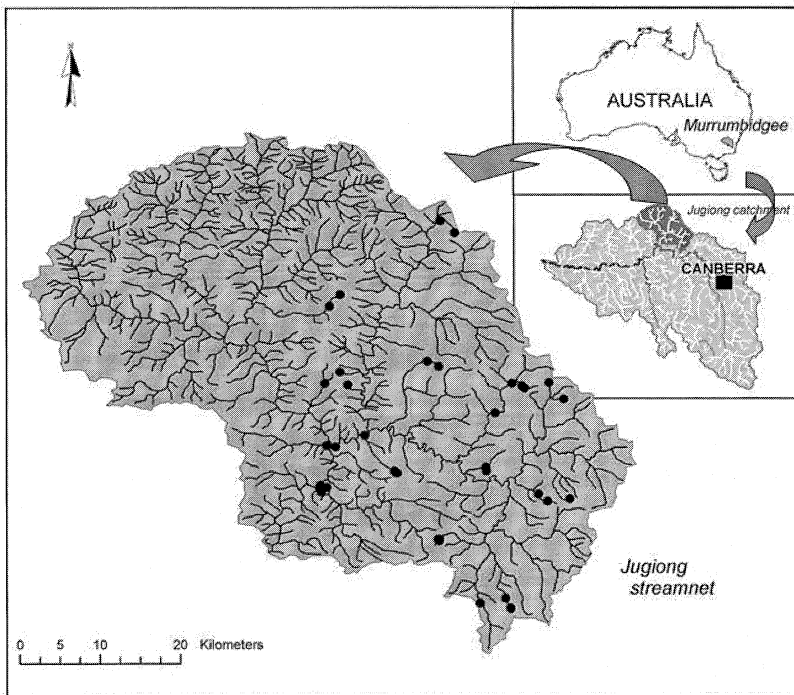 AUSTRALIA
Murrumbidgee
Jugiong catchment
CANBERRA
Jugiong
streamnet
0 5 10 20 Kilometers